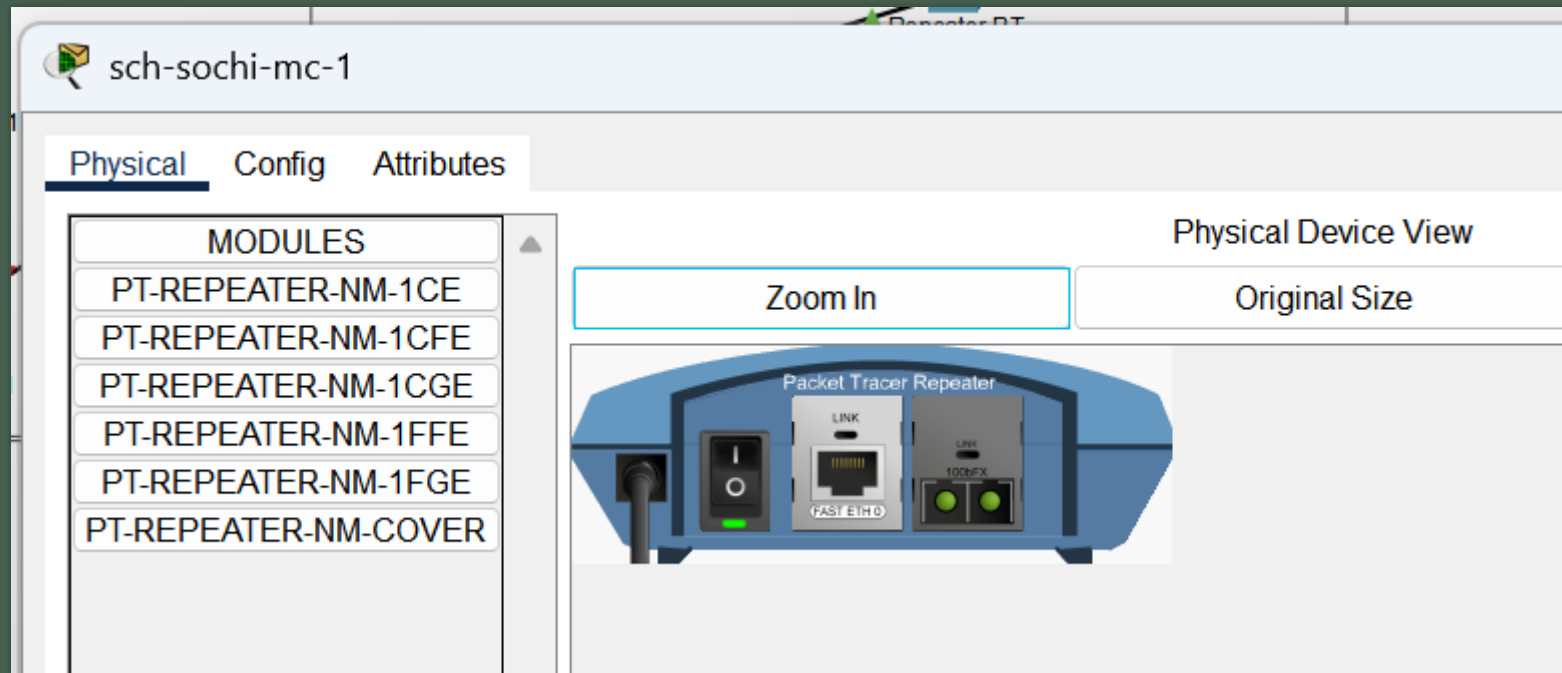 Repeater-PT
sch-sochi-mc-1
Physical Config Attributes
MODULES
PT-REPEATER-NM-1CE
PT-REPEATER-NM-1CFE
PT-REPEATER-NM-1CGE
PT-REPEATER-NM-1FFE
PT-REPEATER-NM-1FGE
PT-REPEATER-NM-COVER
Physical Device View
Zoom In Original Size
Packet Tracer Repeater
LINK
LINK
100bFX
FAST ETH 0